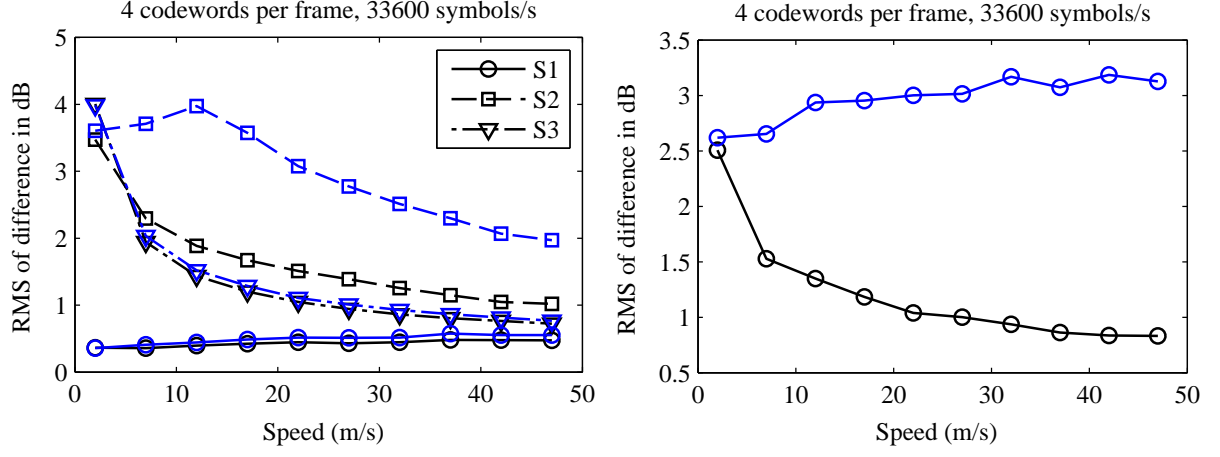 4 codewords per frame, 33600 symbols/s
RMS of difference in dB
5
4
3
2
1
0
S1
S2
S3
0 10 20 30 40 50
Speed (m/s)
4 codewords per frame, 33600 symbols/s
RMS of difference in dB
3.5
3
2.5
2
1.5
1
0.5
0 10 20 30 40 50
Speed (m/s)